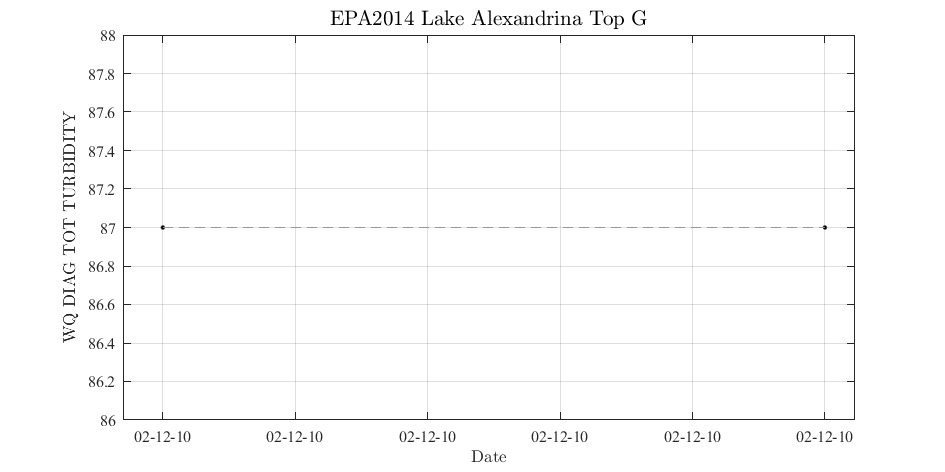 EPA2014 Lake Alexandrina Top G
88
87.8
87.6
87.4
87.2
87
86.8
86.6
86.4
86.2
86
WQ DIAG TOT TURBIDITY
02-12-10 02-12-10 02-12-10 02-12-10 02-12-10 02-12-10
Date